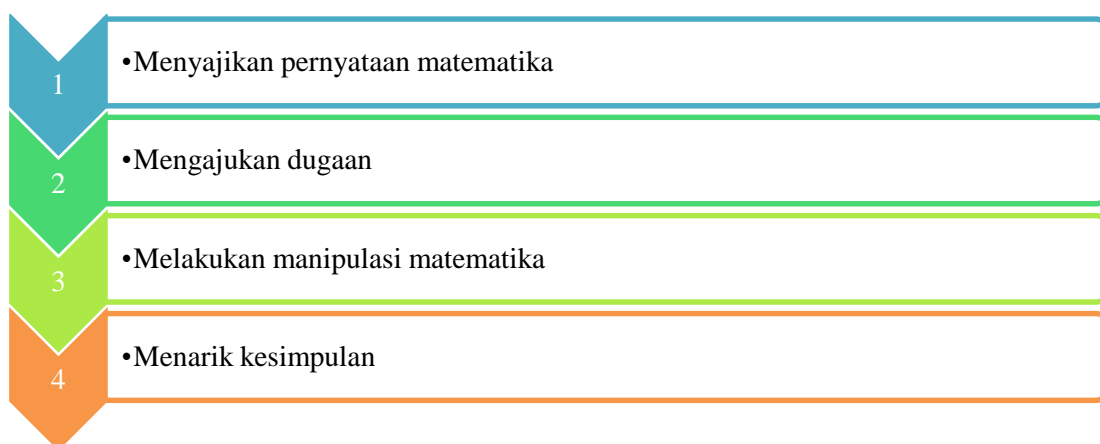 1
•Menyajikan pernyataan matematika
2
•Mengajukan dugaan
3
•Melakukan manipulasi matematika
4
•Menarik kesimpulan